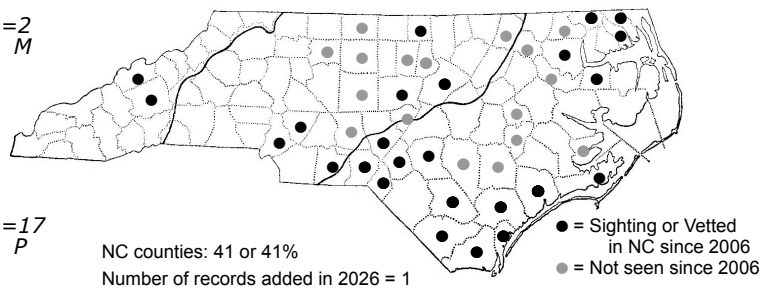 =2
M
=17
P
NC counties: 41 or 41%
Number of records added in 2026 = 1
= Sighting or Vetted
in NC since 2006
= Not seen since 2006